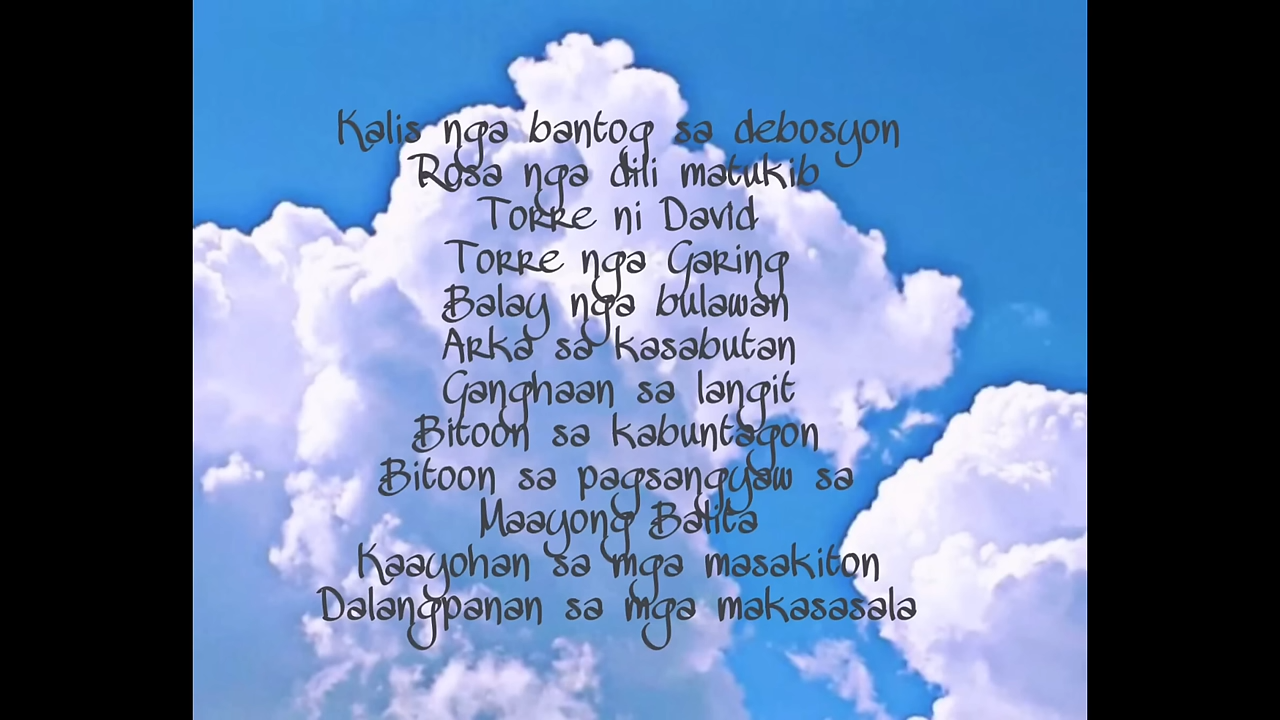 Kalis nga bantog sa debosyon
Rosa nga dili matukib
Torre ni David
Torre nga Garing
Balay nga bulawan
Arka sa kasabutan
Ganghaan sa langit
Bitoon sa kabuntagon
Bitoon sa pagsangyaw sa
Maayong Balita
Kaayohan sa mga masakiton
Dalangpanan sa mga makasasala